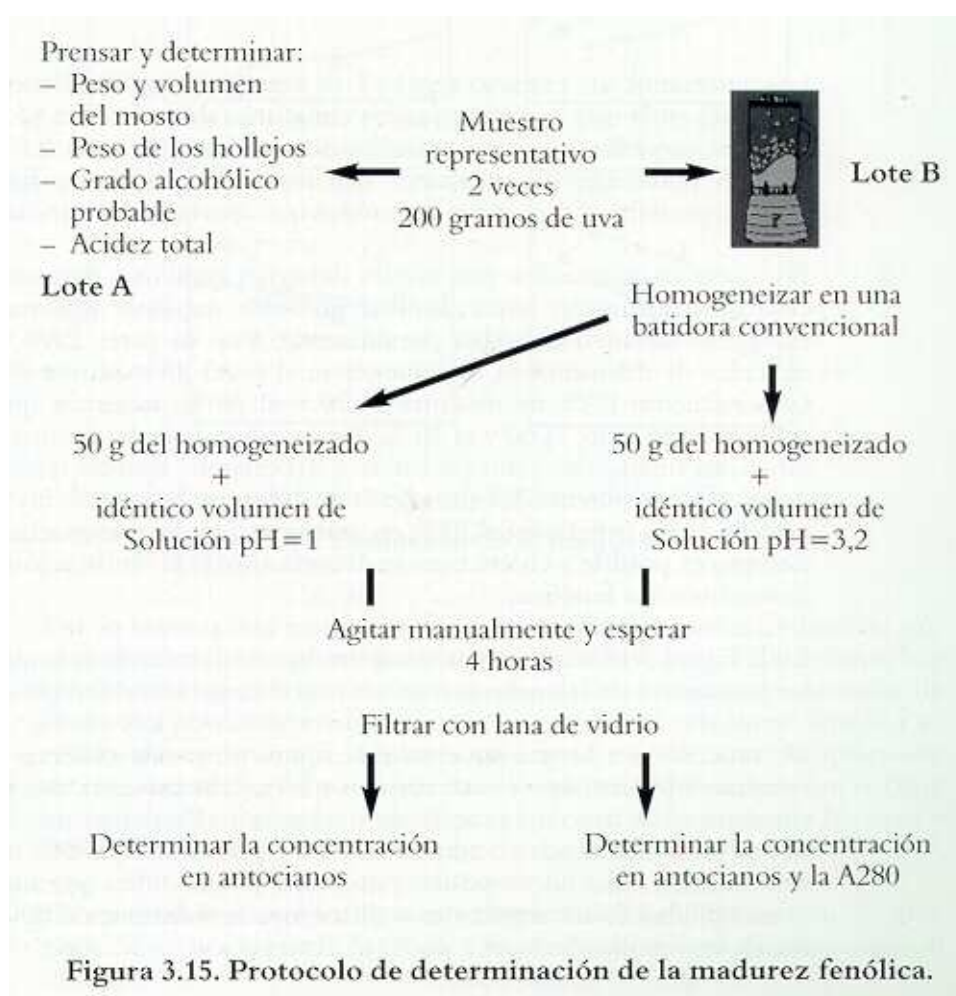 Prensar y determinar:
– Peso y volumen
del mosto
– Peso de los hollejos
– Grado alcohólico
probable
– Acidez total
Lote A
Muestro
representativo
2 veces
200 gramos de uva
Lote B
Homogeneizar en una
batidora convencional
50 g del homogeneizado
+
idéntico volumen de
Solución pH=1
50 g del homogeneizado
+
idéntico volumen de
Solución pH=3,2
Agitar manualmente y esperar
4 horas
Filtrar con lana de vidrio
Determinar la concentración
en antocianos
Determinar la concentración
en antocianos y la A280
Figura 3.15. Protocolo de determinación de la madurez fenólica.